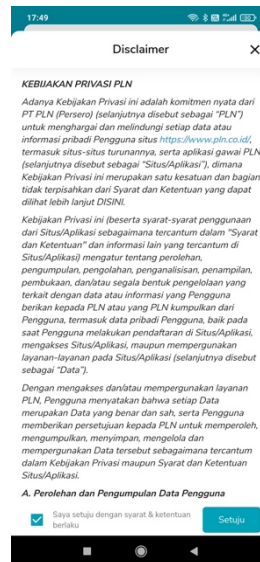 17:49
Disclaimer
KEBIJAKAN PRIVASI PLN
Adanya Kebijakan Privasi ini adalah komitmen nyata dari
PT PLN (Persero) (selanjutnya disebut sebagai "PLN")
untuk menghargai dan melindungi setiap data atau
informasi pribadi Pengguna situs https://www.pln.co.id/,
termasuk situs-situs turunannya, serta aplikasi gawai PLN
(selanjutnya disebut sebagai "Situs/Aplikasi"), dimana
Kebijakan Privasi ini merupakan satu kesatuan dan bagian
tidak terpisahkan dari Syarat dan Ketentuan yang dapat
dilihat lebih lanjut DISINI.
Kebijakan Privasi ini (beserta syarat-syarat penggunaan
dari Situs/Aplikasi sebagaimana tercantum dalam "Syarat
dan Ketentuan" dan informasi lain yang tercantum di
Situs/Aplikasi) mengatur tentang perolehan,
pengumpulan, pengolahan, penganalisisan, penampilan,
pembukaan, dan/atau segala bentuk pengelolaan yang
terkait dengan data atau informasi yang Pengguna
berikan kepada PLN atau yang PLN kumpulkan dari
Pengguna, termasuk data pribadi Pengguna, baik pada
saat Pengguna melakukan pendaftaran di Situs/Aplikasi,
mengakses Situs/Aplikasi, maupun mempergunakan
layanan-layanan pada Situs/Aplikasi (selanjutnya disebut
sebagai "Data").
Dengan mengakses dan/atau mempergunakan layanan
PLN, Pengguna menyatakan bahwa setiap Data
merupakan Data yang benar dan sah, serta Pengguna
memberikan persetujuan kepada PLN untuk memperoleh,
mengumpulkan, menyimpan, mengelola dan
mempergunakan Data tersebut sebagaimana tercantum
dalam Kebijakan Privasi maupun Syarat dan Ketentuan
Situs/Aplikasi.
A. Perolehan dan Pengumpulan Data Pengguna
Saya setuju dengan syarat & ketentuan
berlaku
Setuju